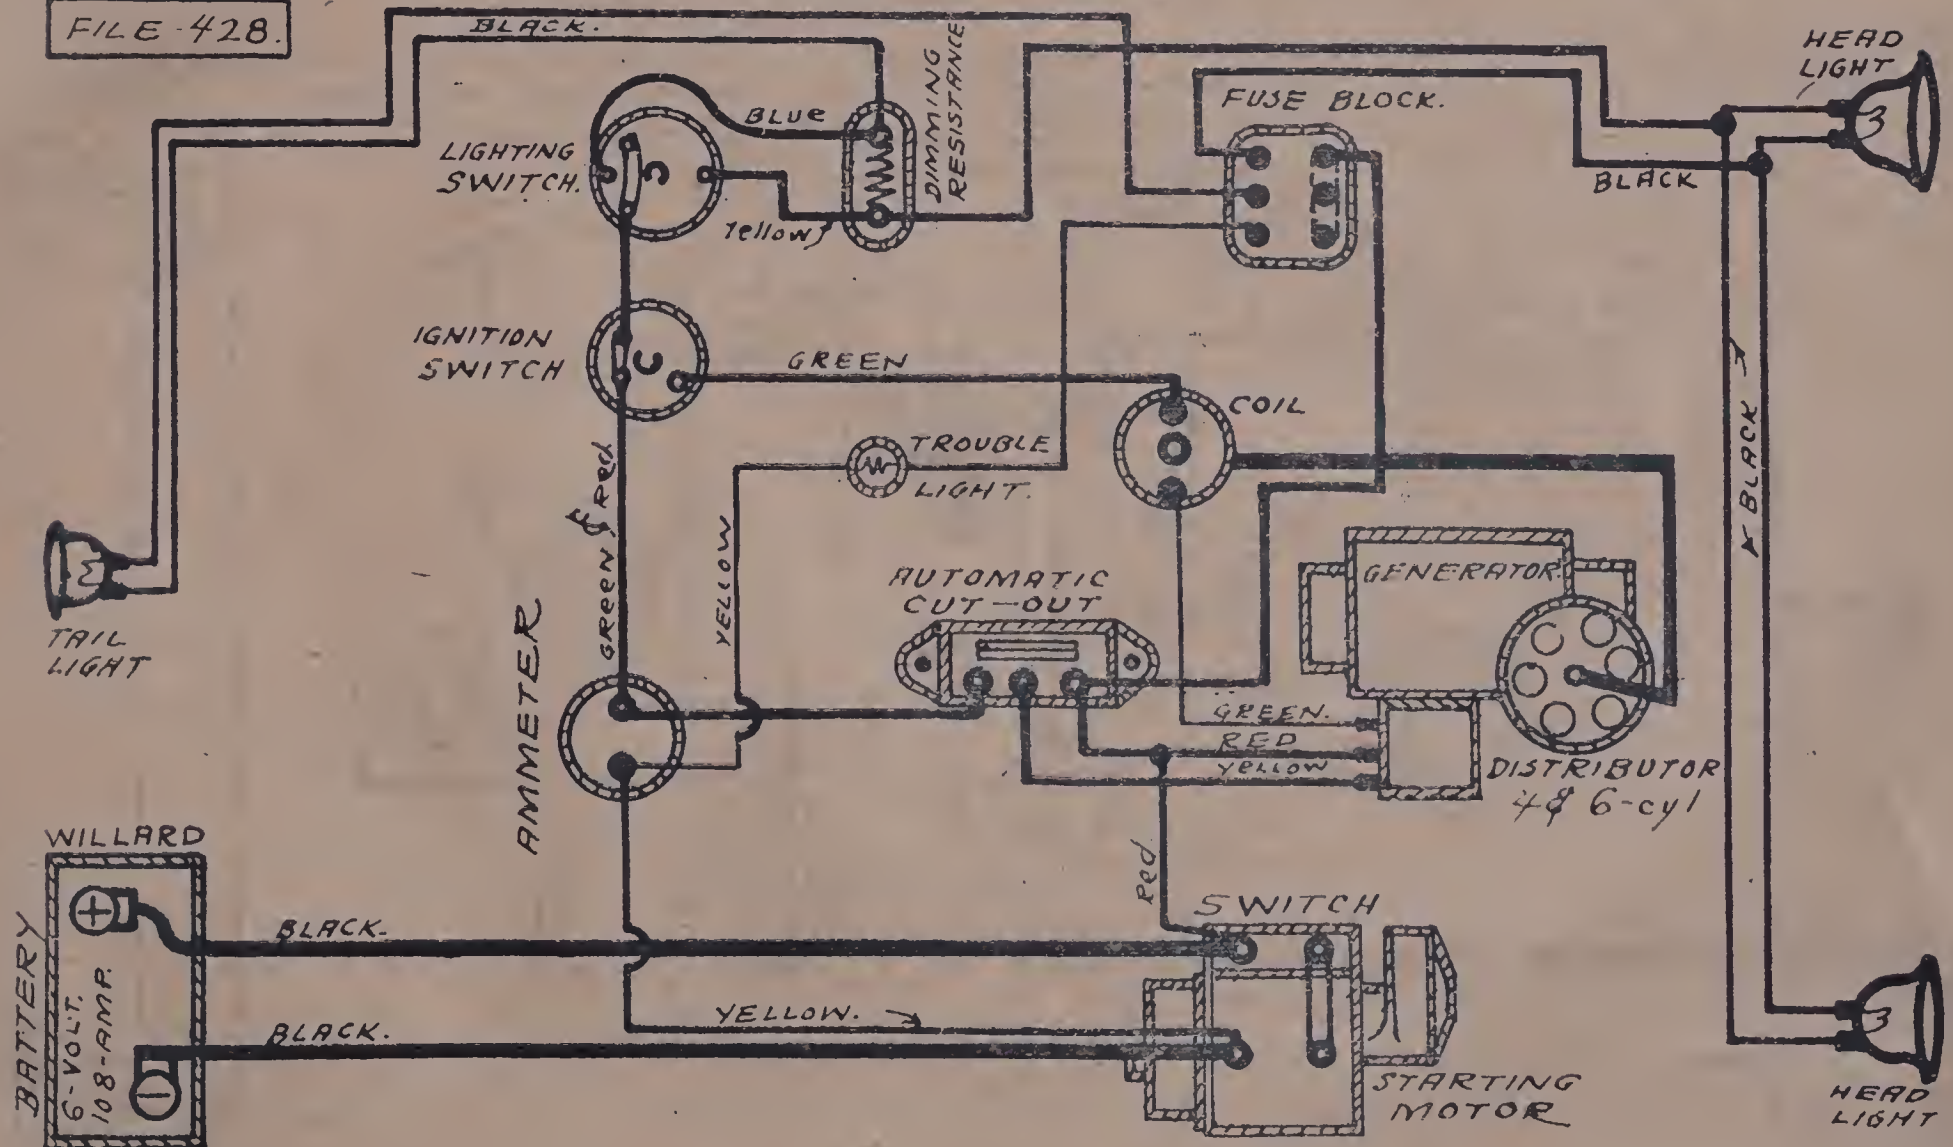 FILE-428.
BLACK.
DIMMING
RESISTANCE
HEAD
LIGHT
FUSE BLOCK.
BLUE
LIGHTING
SWITCH.
Yellow
BLACK
IGNITION
SWITCH
GREEN
COIL
TROUBLE
LIGHT.
GREEN & Red
YELLOW
BLACK
AUTOMATIC
CUT-OUT
GENERATOR.
TAIL
LIGHT
AMMETER
GREEN.
RED
YELLOW
DISTRIBUTOR
4 & 6-cyl
WILLARD
BATTERY
6-VOLT.
108-AMP.
+
-
BLACK.
Red
SWITCH
YELLOW.
BLACK.
STARTING
MOTOR
HEAD
LIGHT